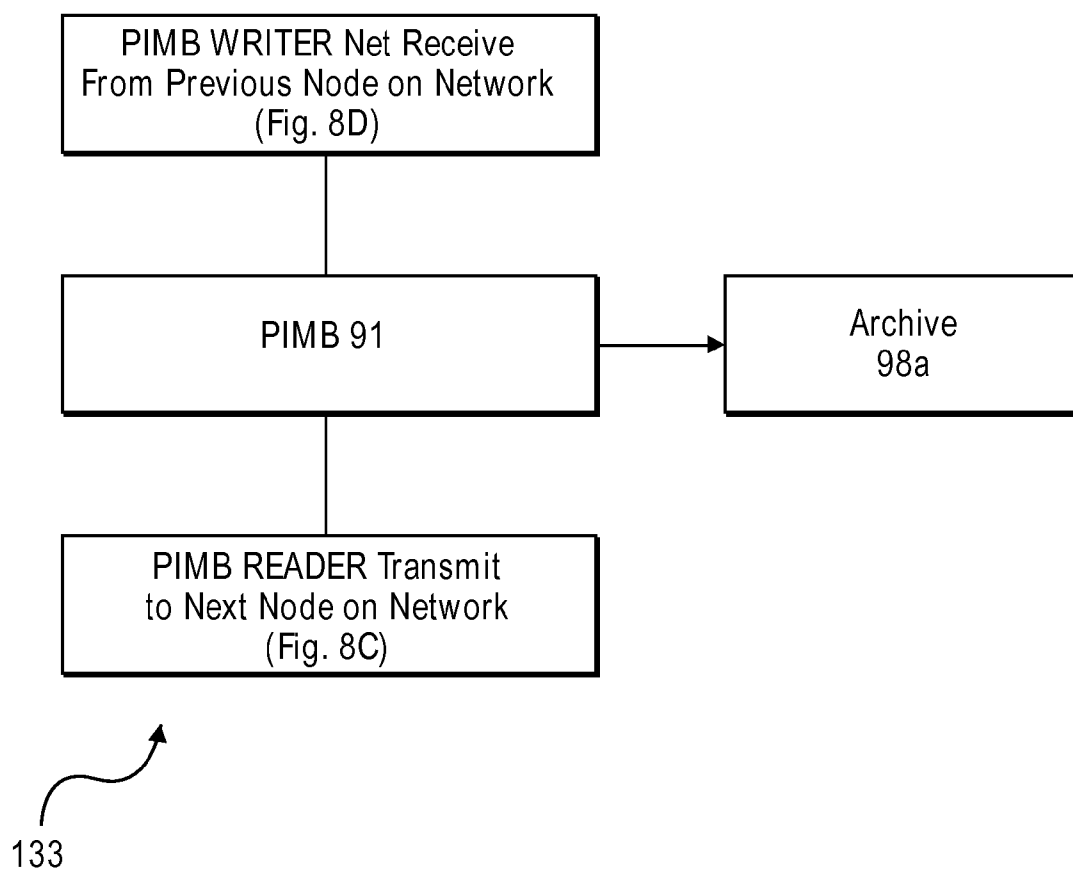 PIMB WRITER Net Receive
From Previous Node on Network
(Fig. 8D)
PIMB 91
Archive
98a
PIMB READER Transmit
to Next Node on Network
(Fig. 8C)
133